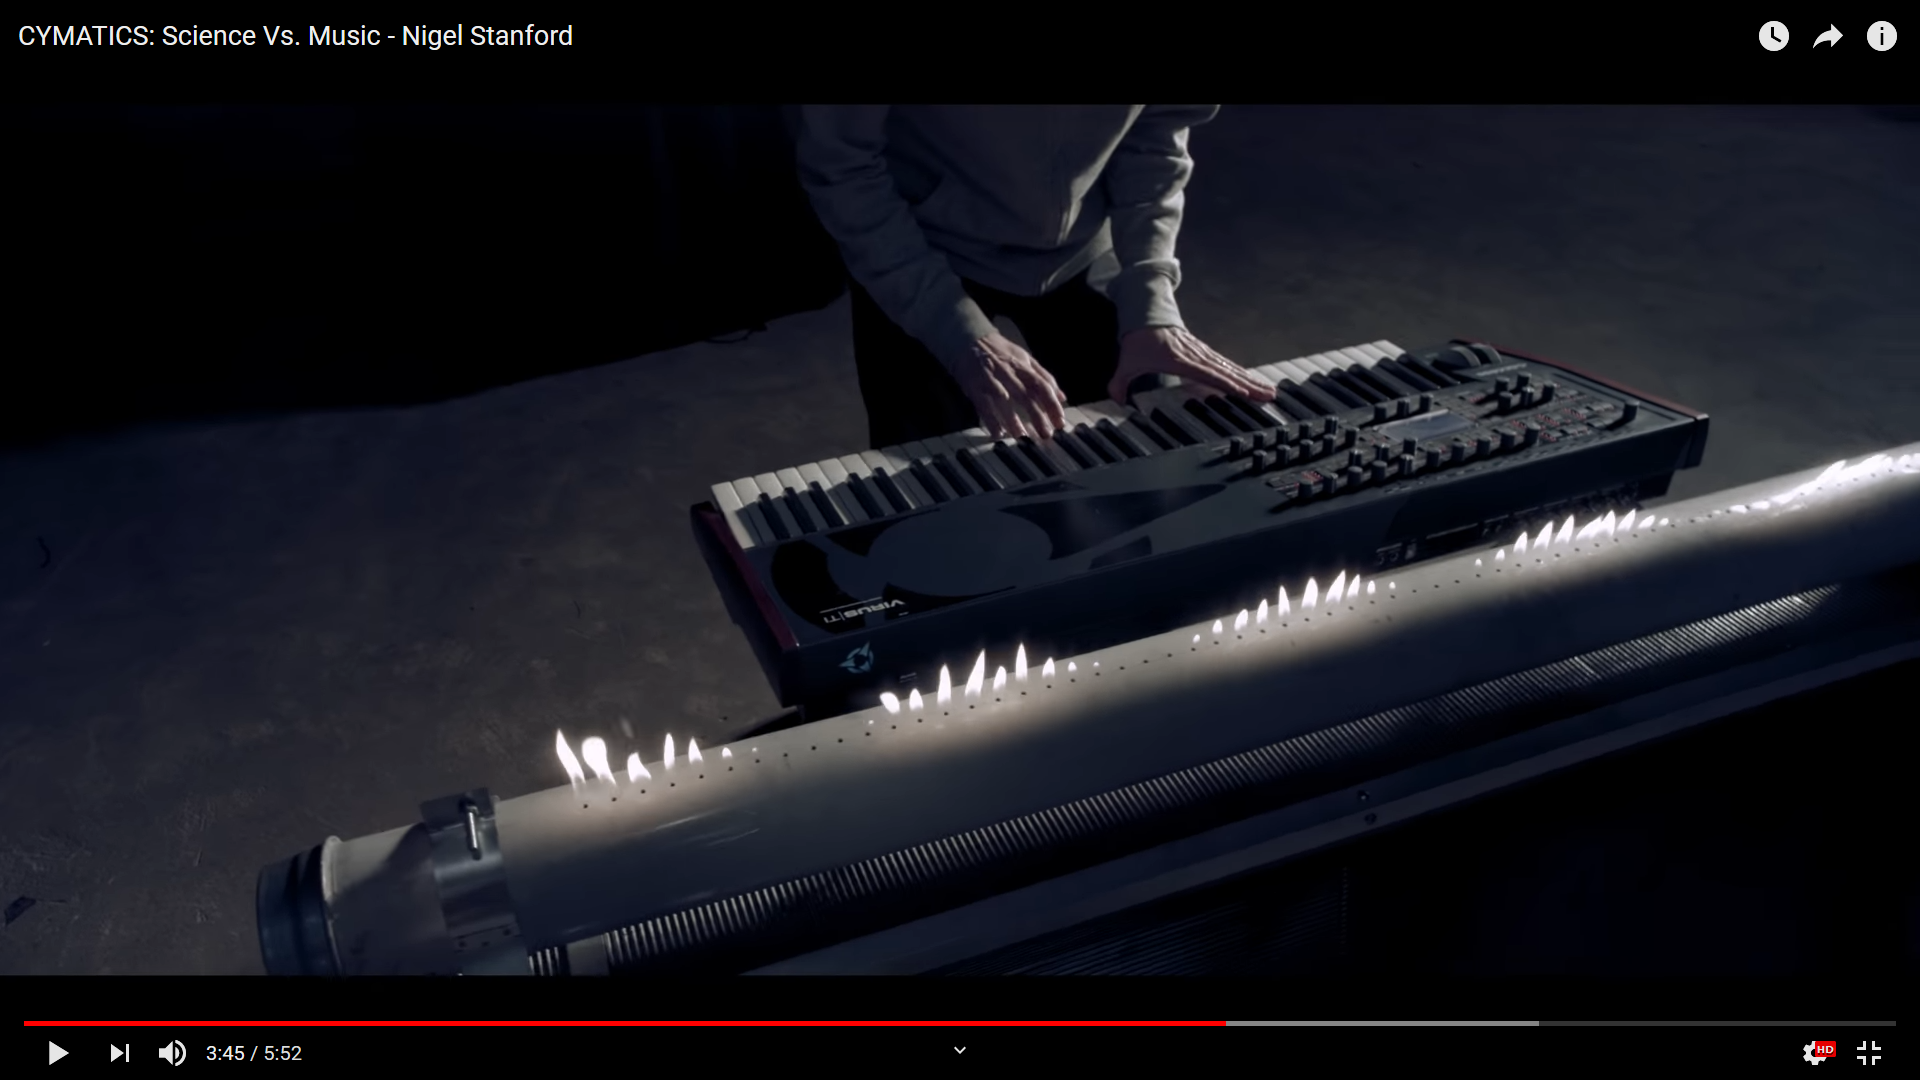 CYMATICS: Science Vs. Music - Nigel Stanford
VIRUS|TI
3:45 / 5:52
HD